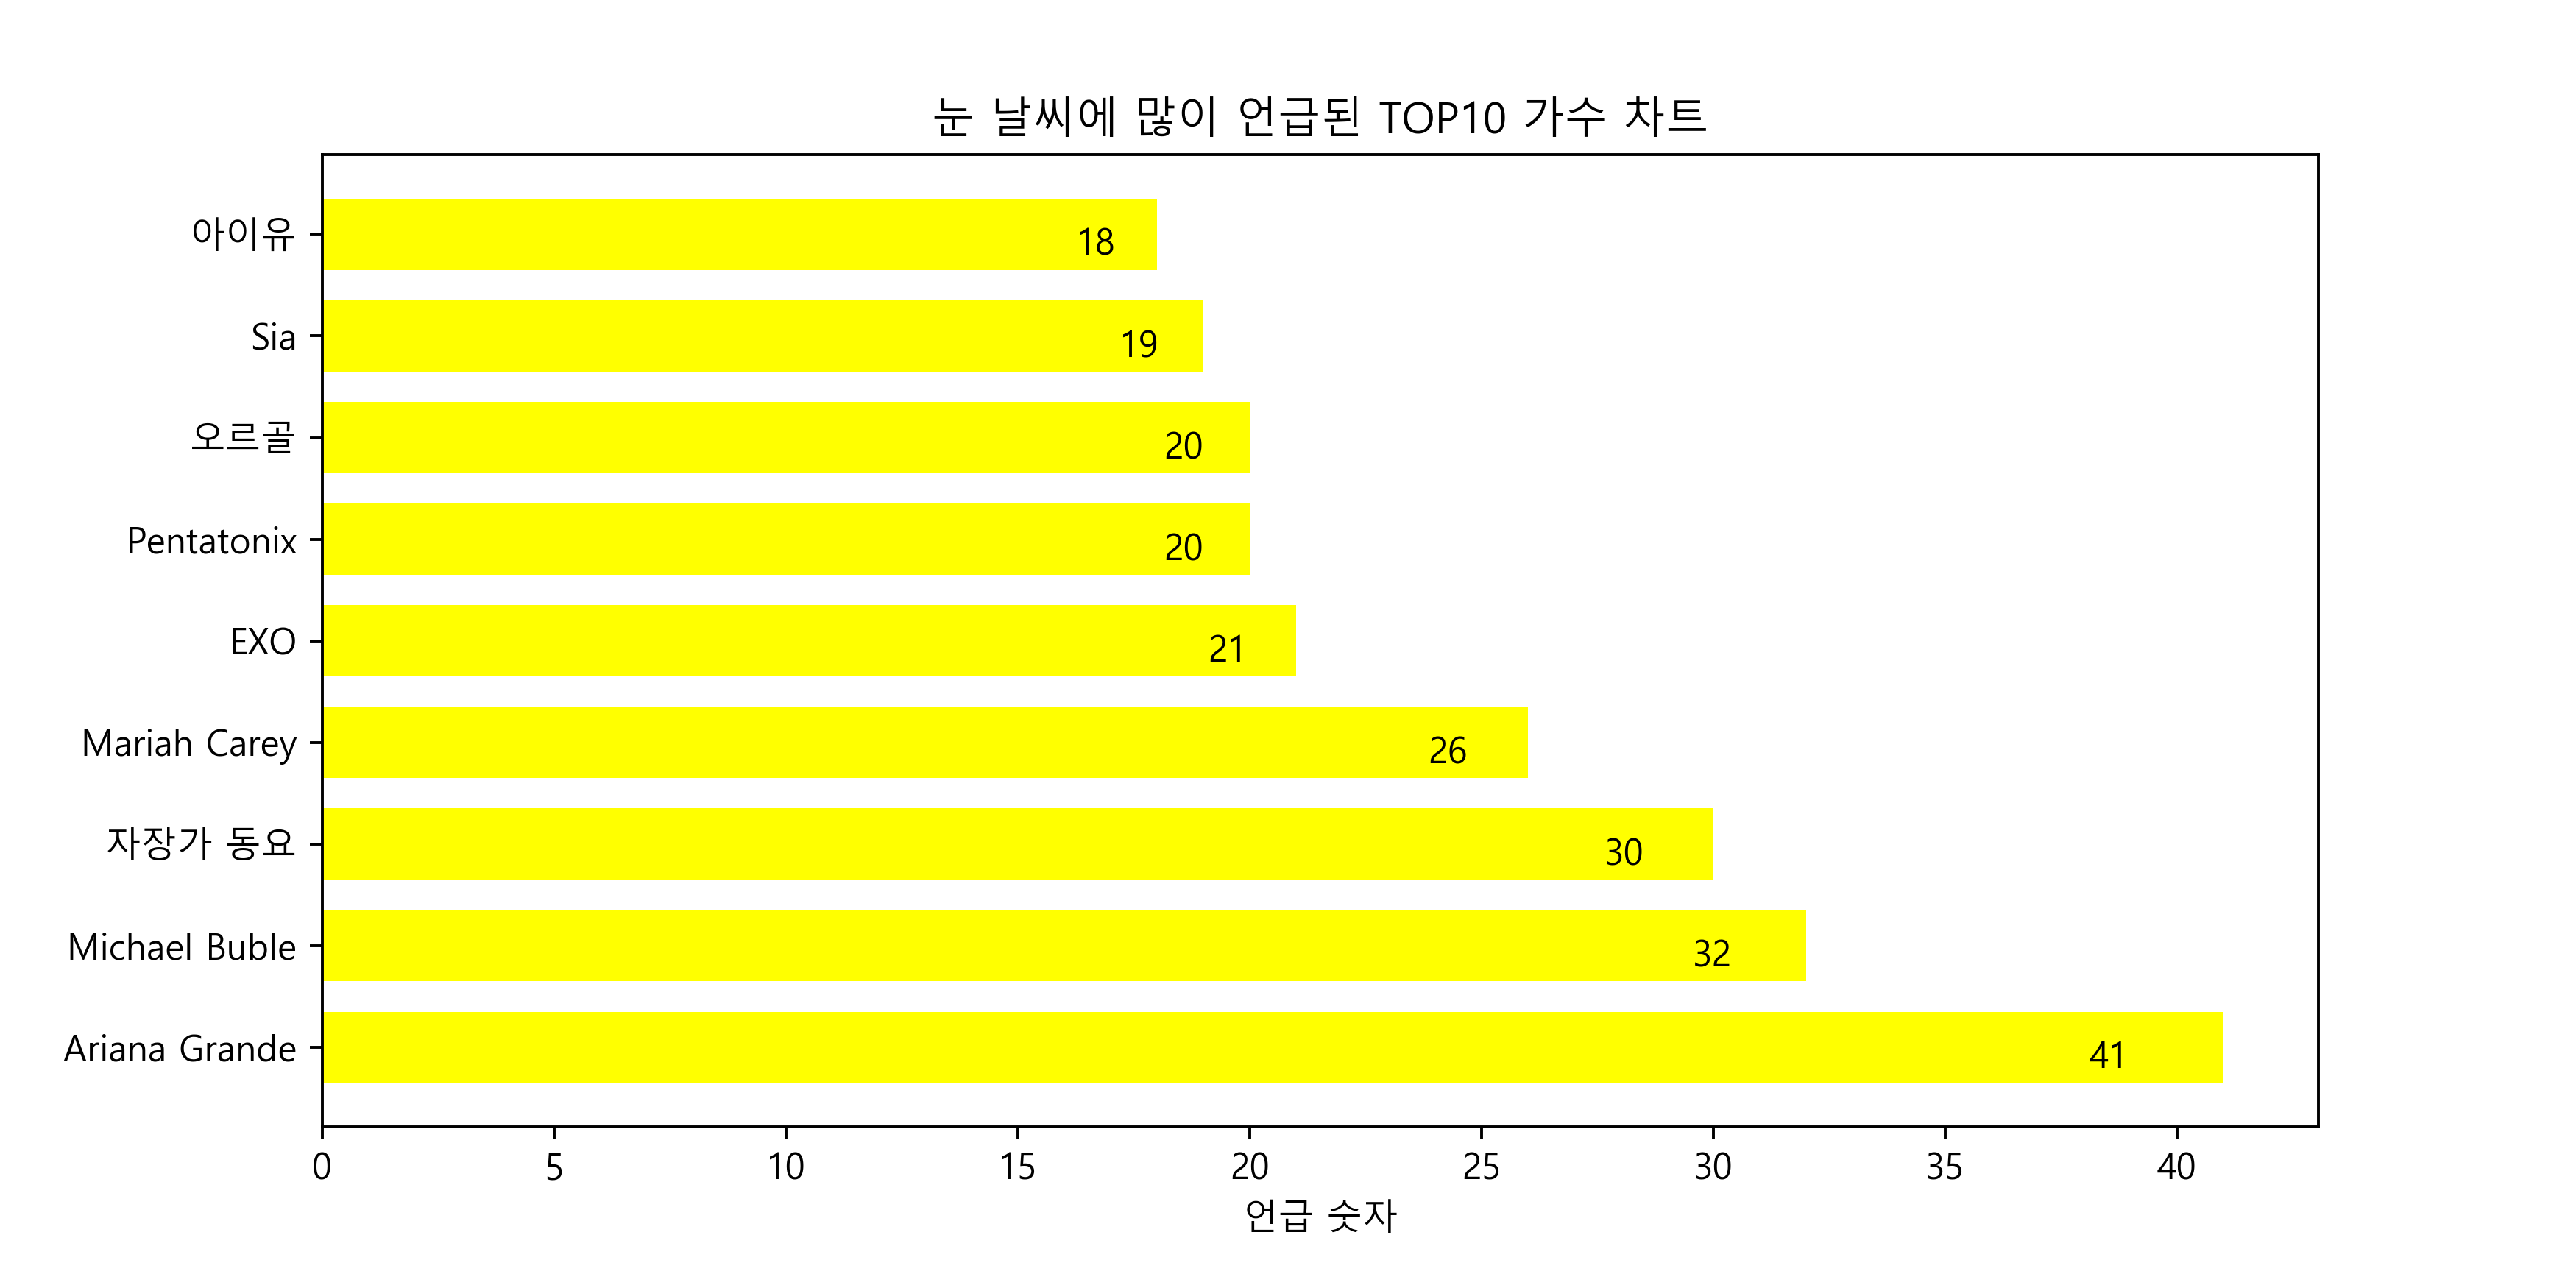 눈 날씨에 많이 언급된 TOP10 가수 차트
아이유 18
Sia 19
오르골 20
Pentatonix 20
EXO 21
Mariah Carey 26
자장가 동요 30
Michael Buble 32
Ariana Grande 41
0 5 10 15 20 25 30 35 40
언급 숫자